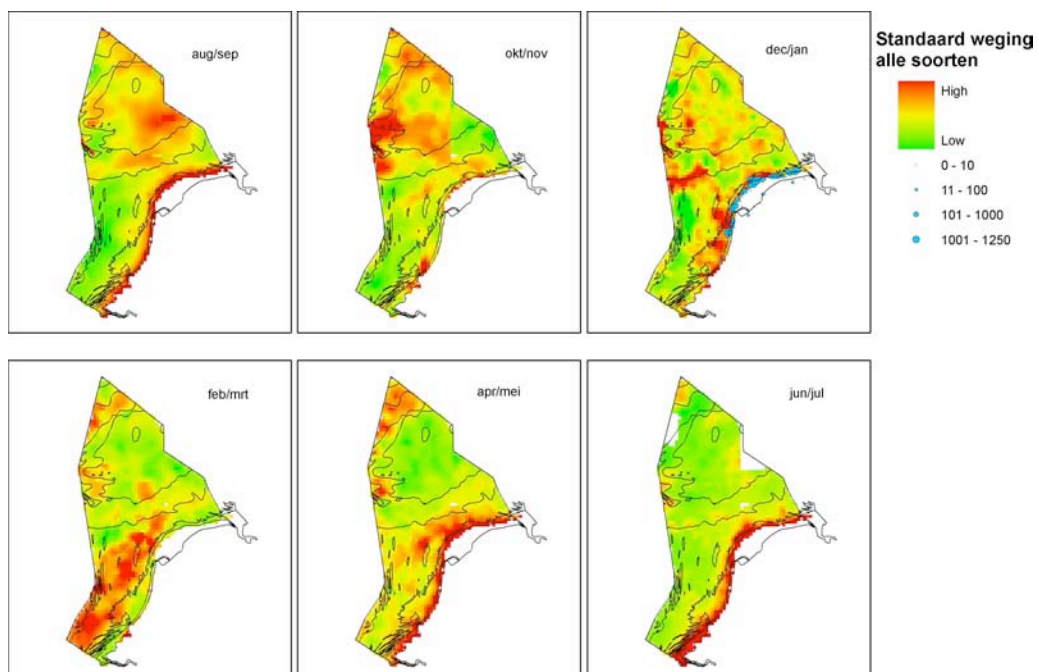 aug/sep
okt/nov
dec/jan
Standaard weging
alle soorten
High
Low
0 - 10
11 - 100
101 - 1000
1001 - 1250
feb/mrt
apr/mei
jun/jul